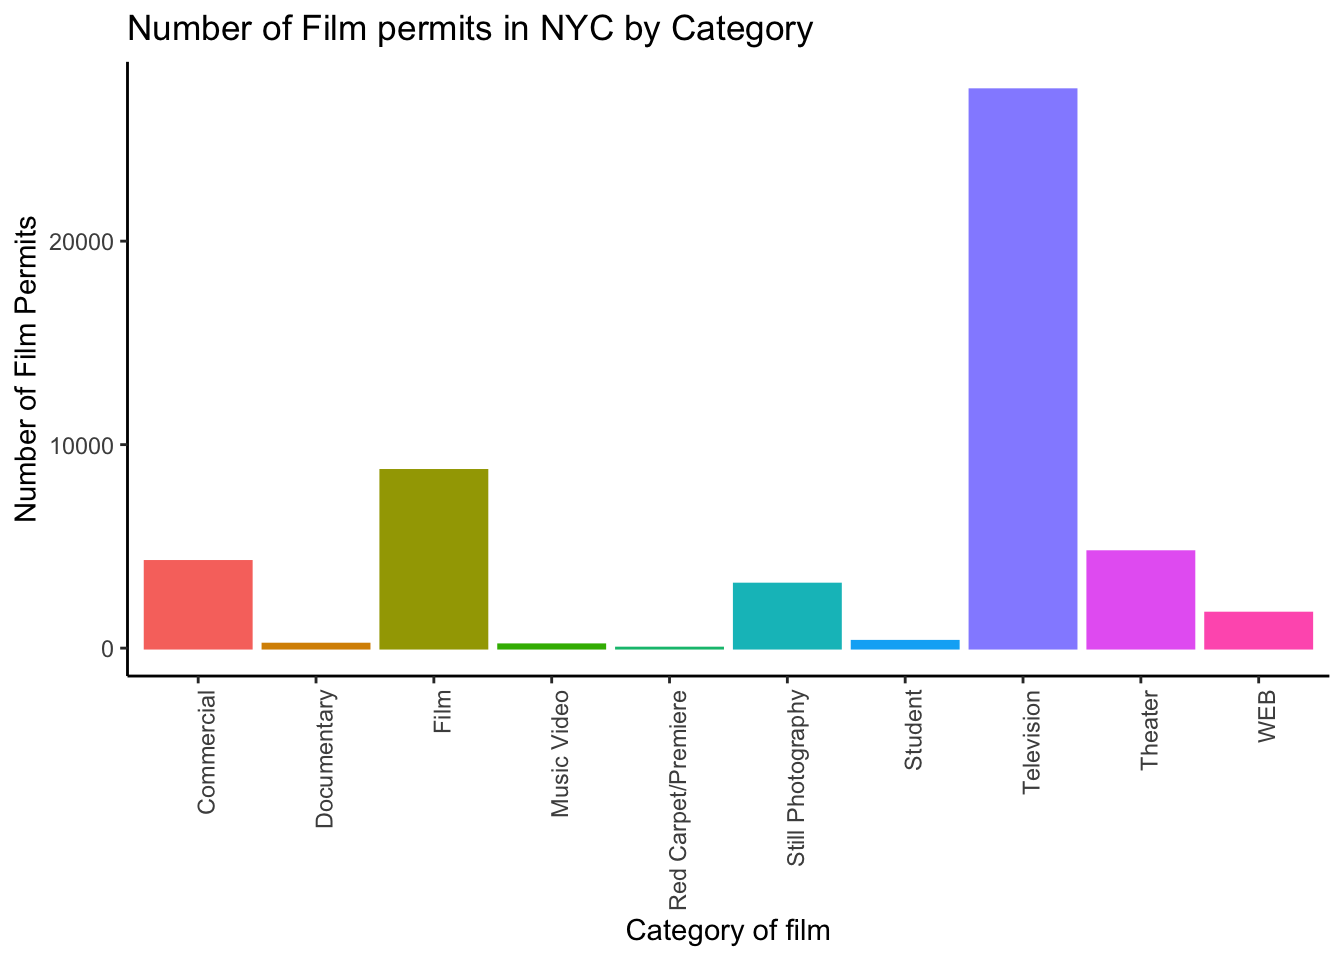 Number of Film permits in NYC by Category
Number of Film Permits
20000
10000
0
Commercial
Documentary
Film
Music Video
Red Carpet/Premiere
Still Photography
Student
Television
Theater
WEB
Category of film